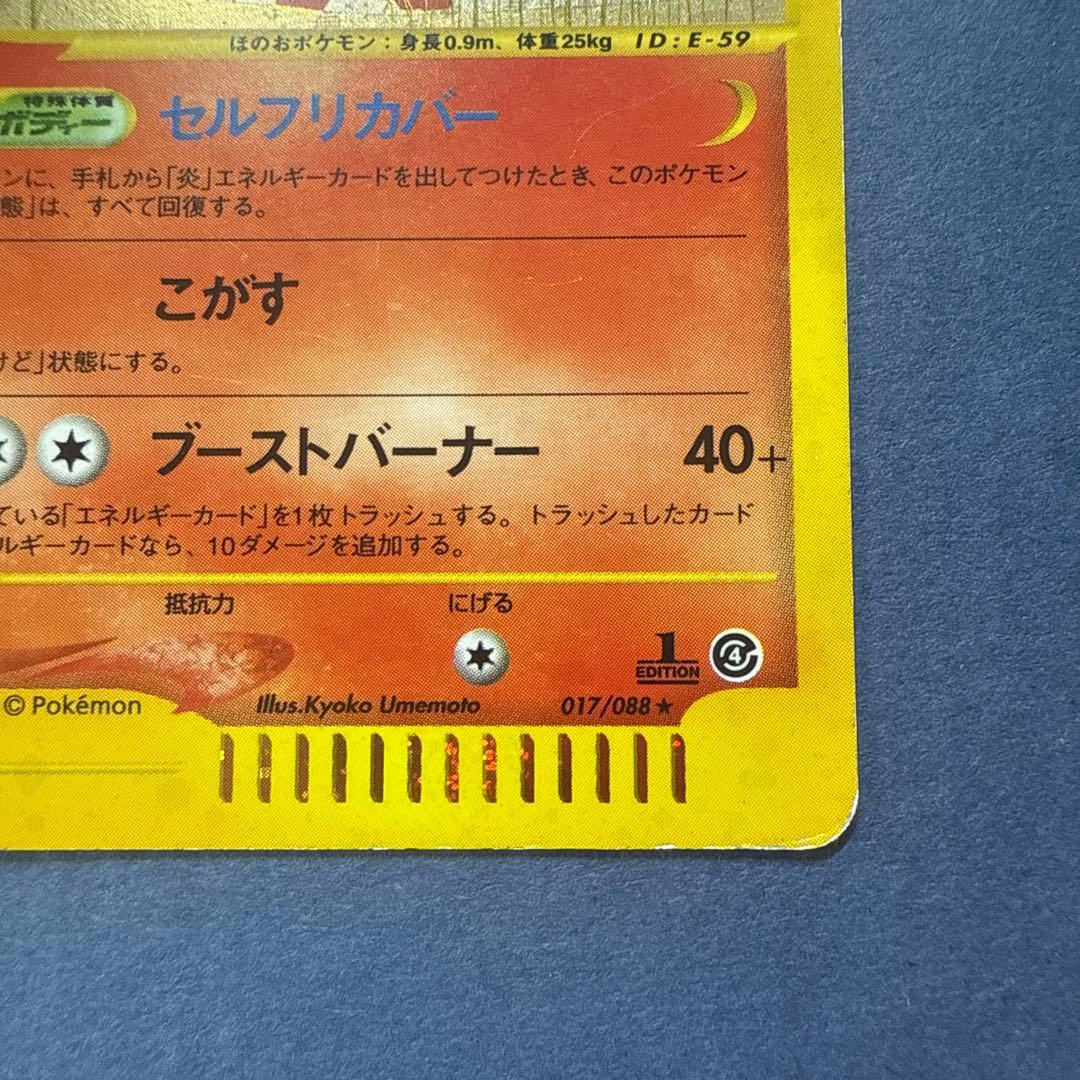 ほのおポケモン：身長0.9m、体重25kg ID：E-59
特殊体質
ボディー セルフリカバー
ンに、手札から「炎」エネルギーカードを出してつけたとき、このポケモン
態」は、すべて回復する。
こがす
けど」状態にする。
ブーストバーナー 40+
ている「エネルギーカード」を1枚トラッシュする。トラッシュしたカード
ルギーカードなら、10ダメージを追加する。
抵抗力 にげる
1
EDITION 4
© Pokémon Illus.Kyoko Umemoto 017/088★